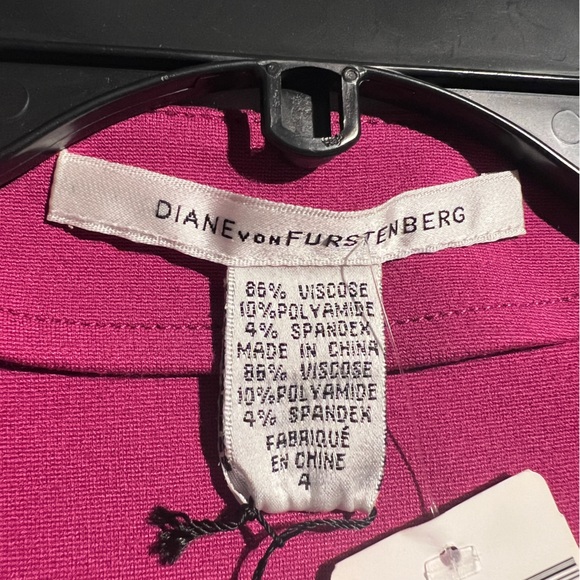 DIANE VON FURSTENBERG
86% VISCOSE
10% POLYAMIDE
4% SPANDEX
MADE IN CHINA
86% VISCOSE
10% POLYAMIDE
4% SPANDEX
FABRIQUÉ
EN CHINE
4